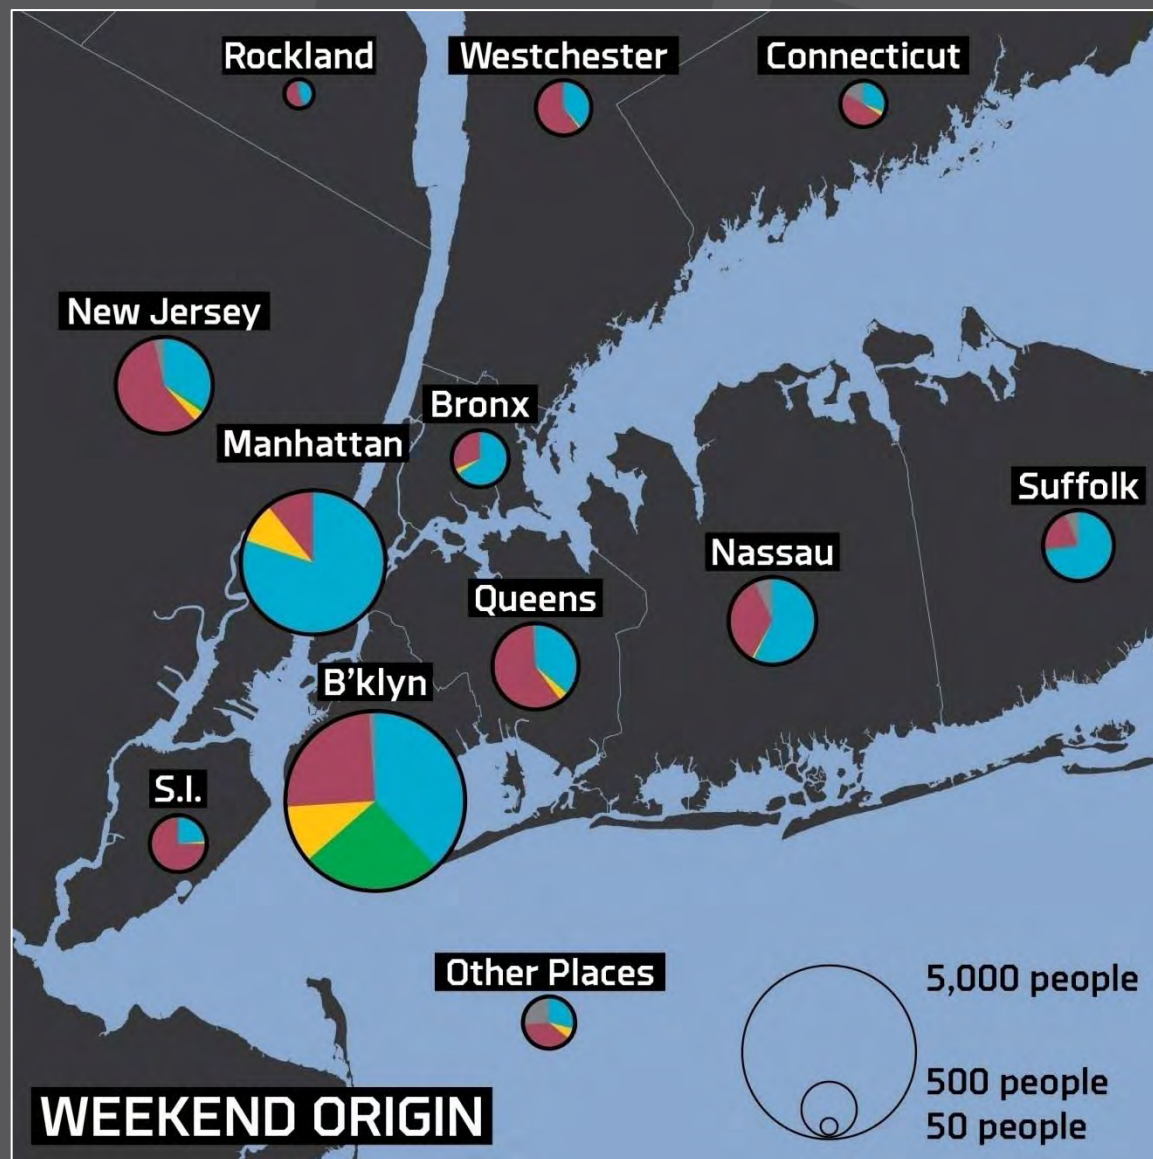 Rockland
Westchester
Connecticut
New Jersey
Manhattan
Bronx
Suffolk
Nassau
Queens
B'klyn
S.I.
Other Places
5,000 people
500 people
50 people
WEEKEND ORIGIN